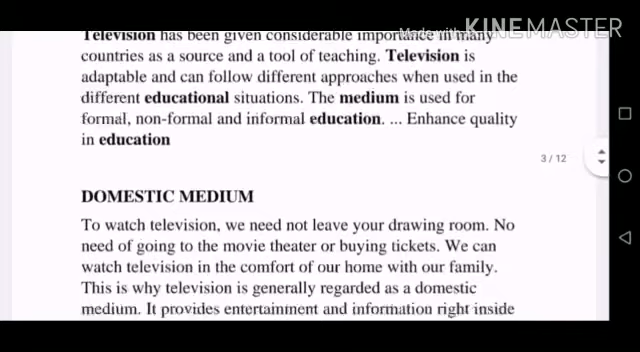 Made with KINEMASTER
Television has been given considerable importance in many
countries as a source and a tool of teaching. Television is
adaptable and can follow different approaches when used in the
different educational situations. The medium is used for
formal, non-formal and informal education. ... Enhance quality
in education
3 / 12
DOMESTIC MEDIUM
To watch television, we need not leave your drawing room. No
need of going to the movie theater or buying tickets. We can
watch television in the comfort of our home with our family.
This is why television is generally regarded as a domestic
medium. It provides entertainment and information right inside